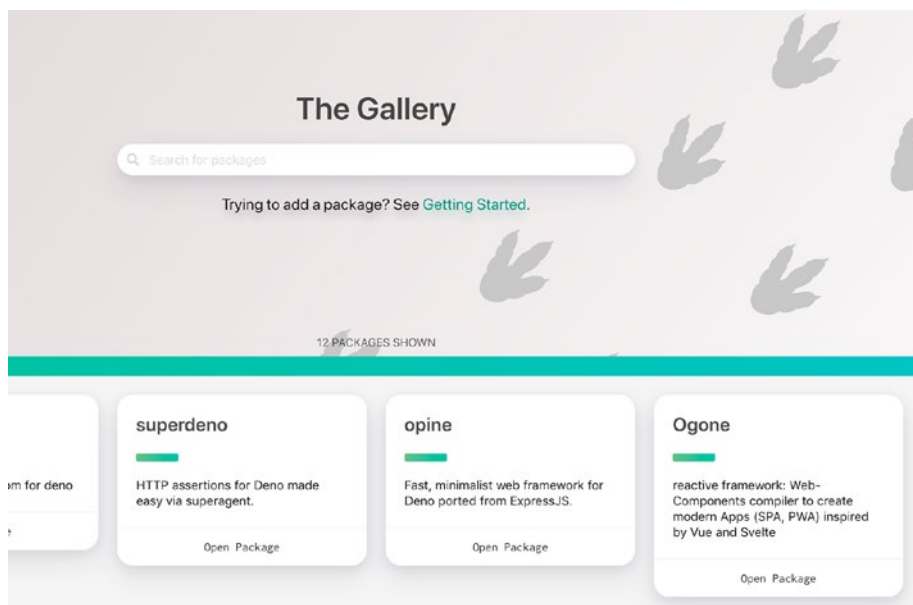 The Gallery
Search for packages
Trying to add a package? See Getting Started.
12 PACKAGES SHOWN
for deno
superdeno
HTTP assertions for Deno made
easy via superagent.
Open Package
opine
Fast, minimalist web framework for
Deno ported from ExpressJS.
Open Package
Ogone
reactive framework: Web-
Components compiler to create
modern Apps (SPA, PWA) inspired
by Vue and Svelte
Open Package